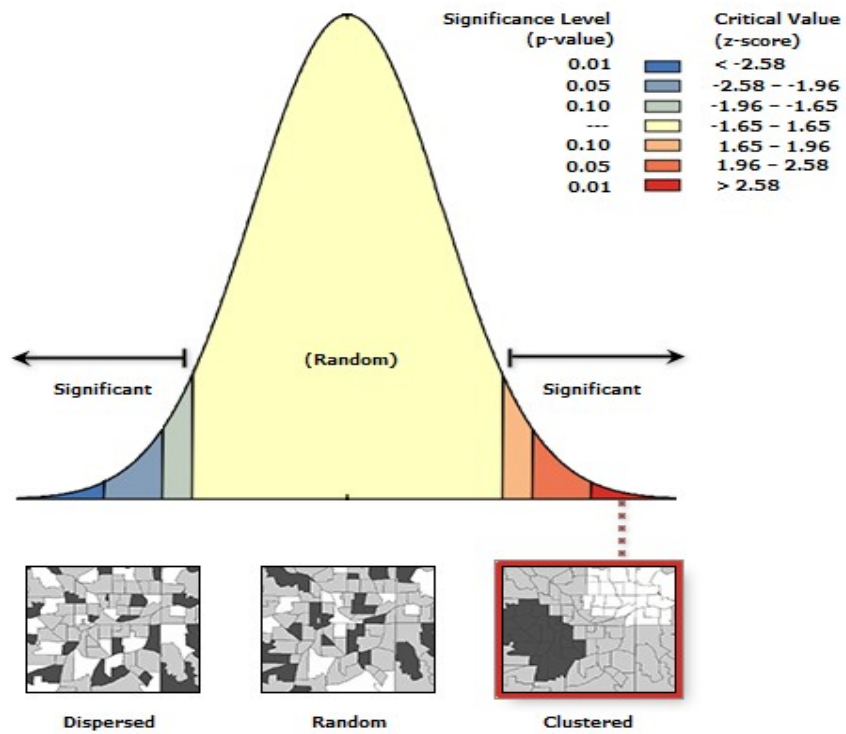 Significance Level Critical Value
(p-value) (z-score)
0.01 < -2.58
0.05 -2.58 – -1.96
0.10 -1.96 – -1.65
--- -1.65 – 1.65
0.10 1.65 – 1.96
0.05 1.96 – 2.58
0.01 > 2.58
(Random)
Significant Significant
Dispersed Random Clustered